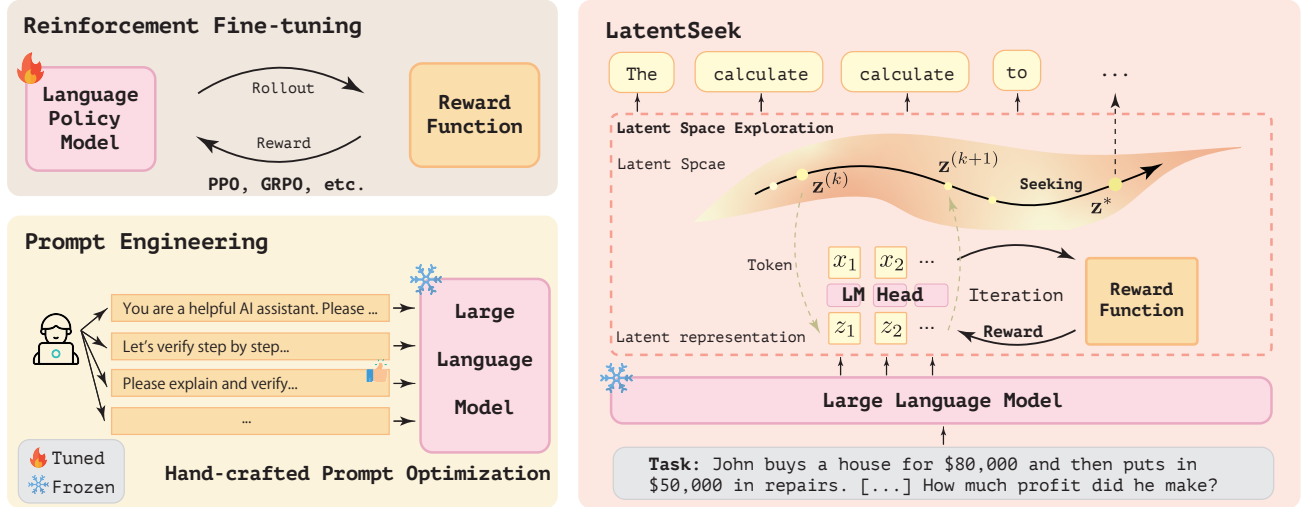 Reinforcement Fine-tuning
Language
Policy
Model
Rollout
Reward
PPO, GRPO, etc.
Reward
Function
Prompt Engineering
You are a helpful AI assistant. Please ...
Let's verify step by step...
Please explain and verify...
...
Large
Language
Model
Tuned
Frozen
Hand-crafted Prompt Optimization
LatentSeek
The calculate calculate to ...
Latent Space Exploration
Latent Spcae
z^(k)
z^(k+1)
Seeking
z^*
Token
x_1 x_2 ...
LM Head
Latent representation
z_1 z_2 ...
Iteration
Reward
Reward
Function
Large Language Model
Task: John buys a house for $80,000 and then puts in
$50,000 in repairs. [...] How much profit did he make?